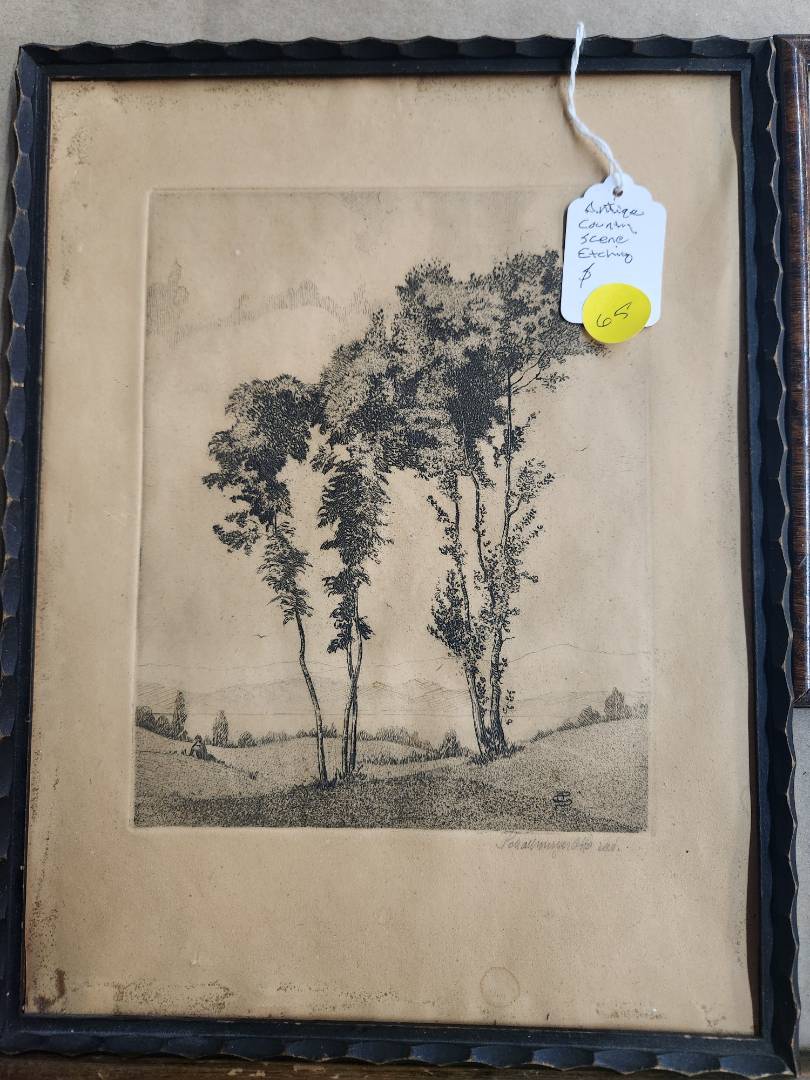 Antique
Country
Scene
Etching
$
65